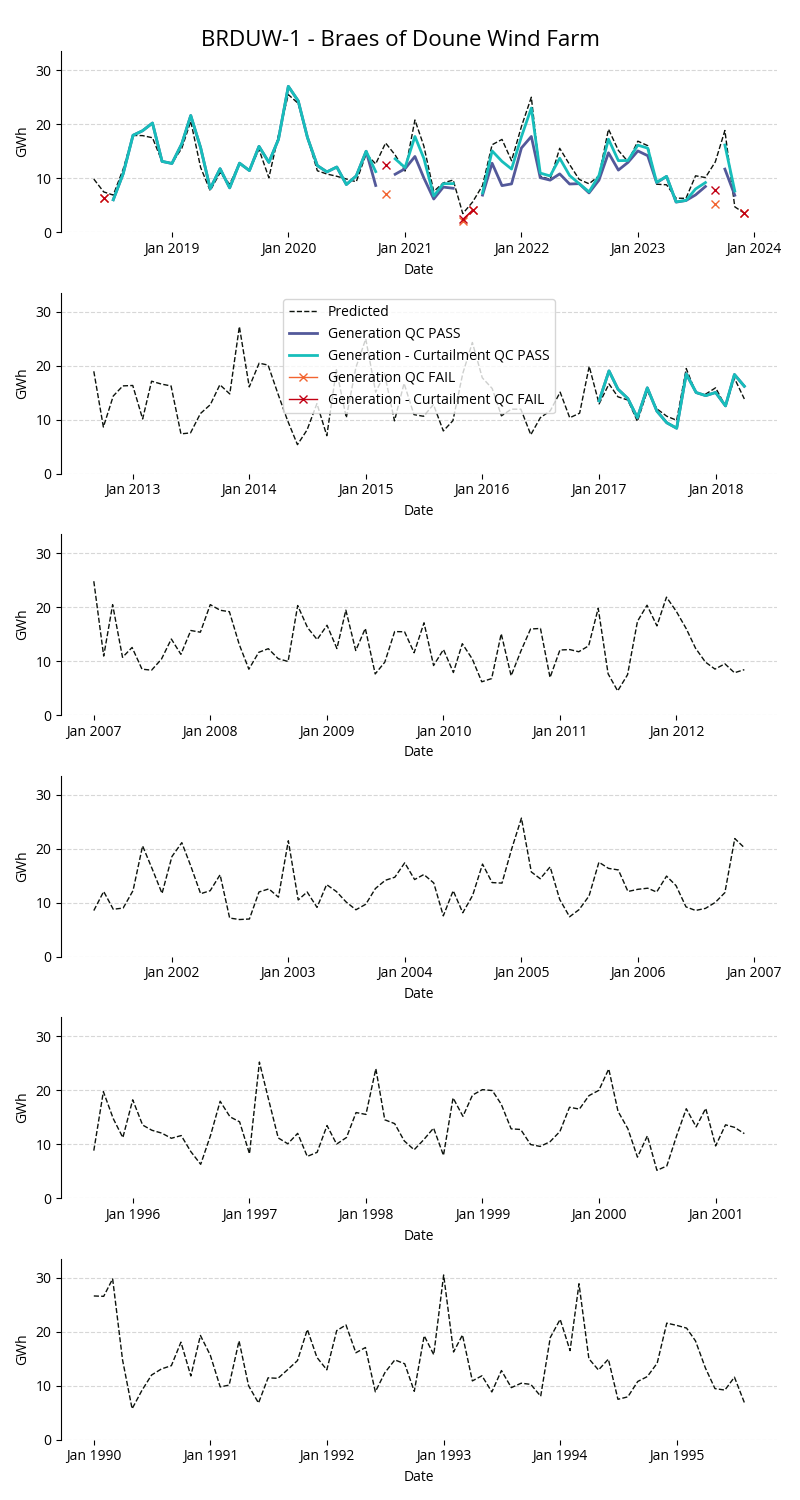 BRDUW-1 - Braes of Doune Wind Farm
30
20
10
0
GWh
Jan 2019 Jan 2020 Jan 2021 Jan 2022 Jan 2023 Jan 2024
Date
30
20
10
0
GWh
Predicted
Generation QC PASS
Generation - Curtailment QC PASS
Generation QC FAIL
Generation - Curtailment QC FAIL
Jan 2013 Jan 2014 Jan 2015 Jan 2016 Jan 2017 Jan 2018
Date
30
20
10
0
GWh
Jan 2007 Jan 2008 Jan 2009 Jan 2010 Jan 2011 Jan 2012
Date
30
20
10
0
GWh
Jan 2002 Jan 2003 Jan 2004 Jan 2005 Jan 2006 Jan 2007
Date
30
20
10
0
GWh
Jan 1996 Jan 1997 Jan 1998 Jan 1999 Jan 2000 Jan 2001
Date
30
20
10
0
GWh
Jan 1990 Jan 1991 Jan 1992 Jan 1993 Jan 1994 Jan 1995
Date